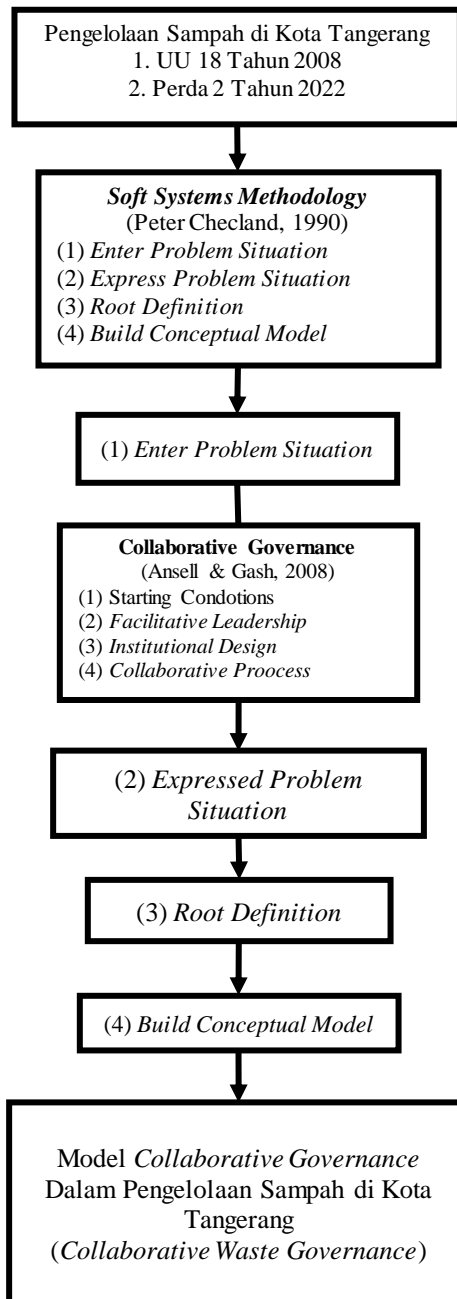 Pengelolaan Sampah di Kota Tangerang
1. UU 18 Tahun 2008
2. Perda 2 Tahun 2022
Soft Systems Methodology
(Peter Checland, 1990)
(1) Enter Problem Situation
(2) Express Problem Situation
(3) Root Definition
(4) Build Conceptual Model
(1) Enter Problem Situation
Collaborative Governance
(Ansell & Gash, 2008)
(1) Starting Condotions
(2) Facilitative Leadership
(3) Institutional Design
(4) Collaborative Proocess
(2) Expressed Problem
Situation
(3) Root Definition
(4) Build Conceptual Model
Model Collaborative Governance
Dalam Pengelolaan Sampah di Kota
Tangerang
(Collaborative Waste Governance)